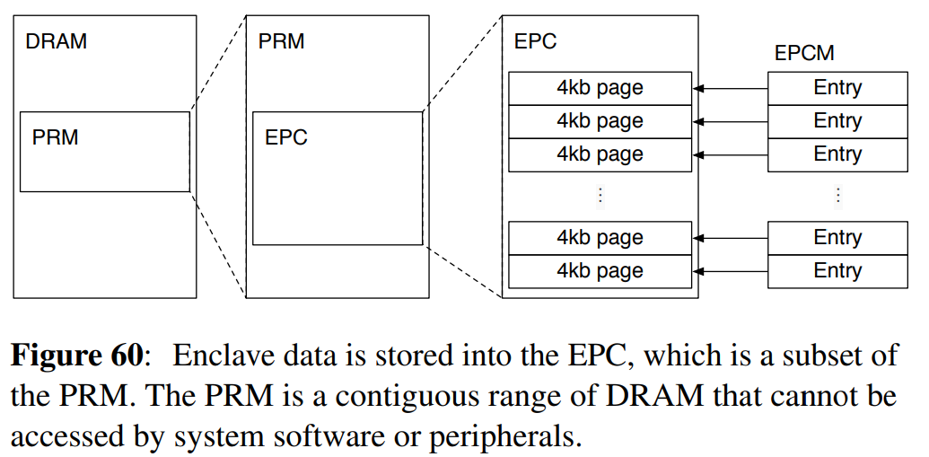 DRAM
PRM
PRM
EPC
EPC
4kb page
4kb page
4kb page
⋮
4kb page
4kb page
EPCM
Entry
Entry
Entry
⋮
Entry
Entry
Figure 60: Enclave data is stored into the EPC, which is a subset of
the PRM. The PRM is a contiguous range of DRAM that cannot be
accessed by system software or peripherals.